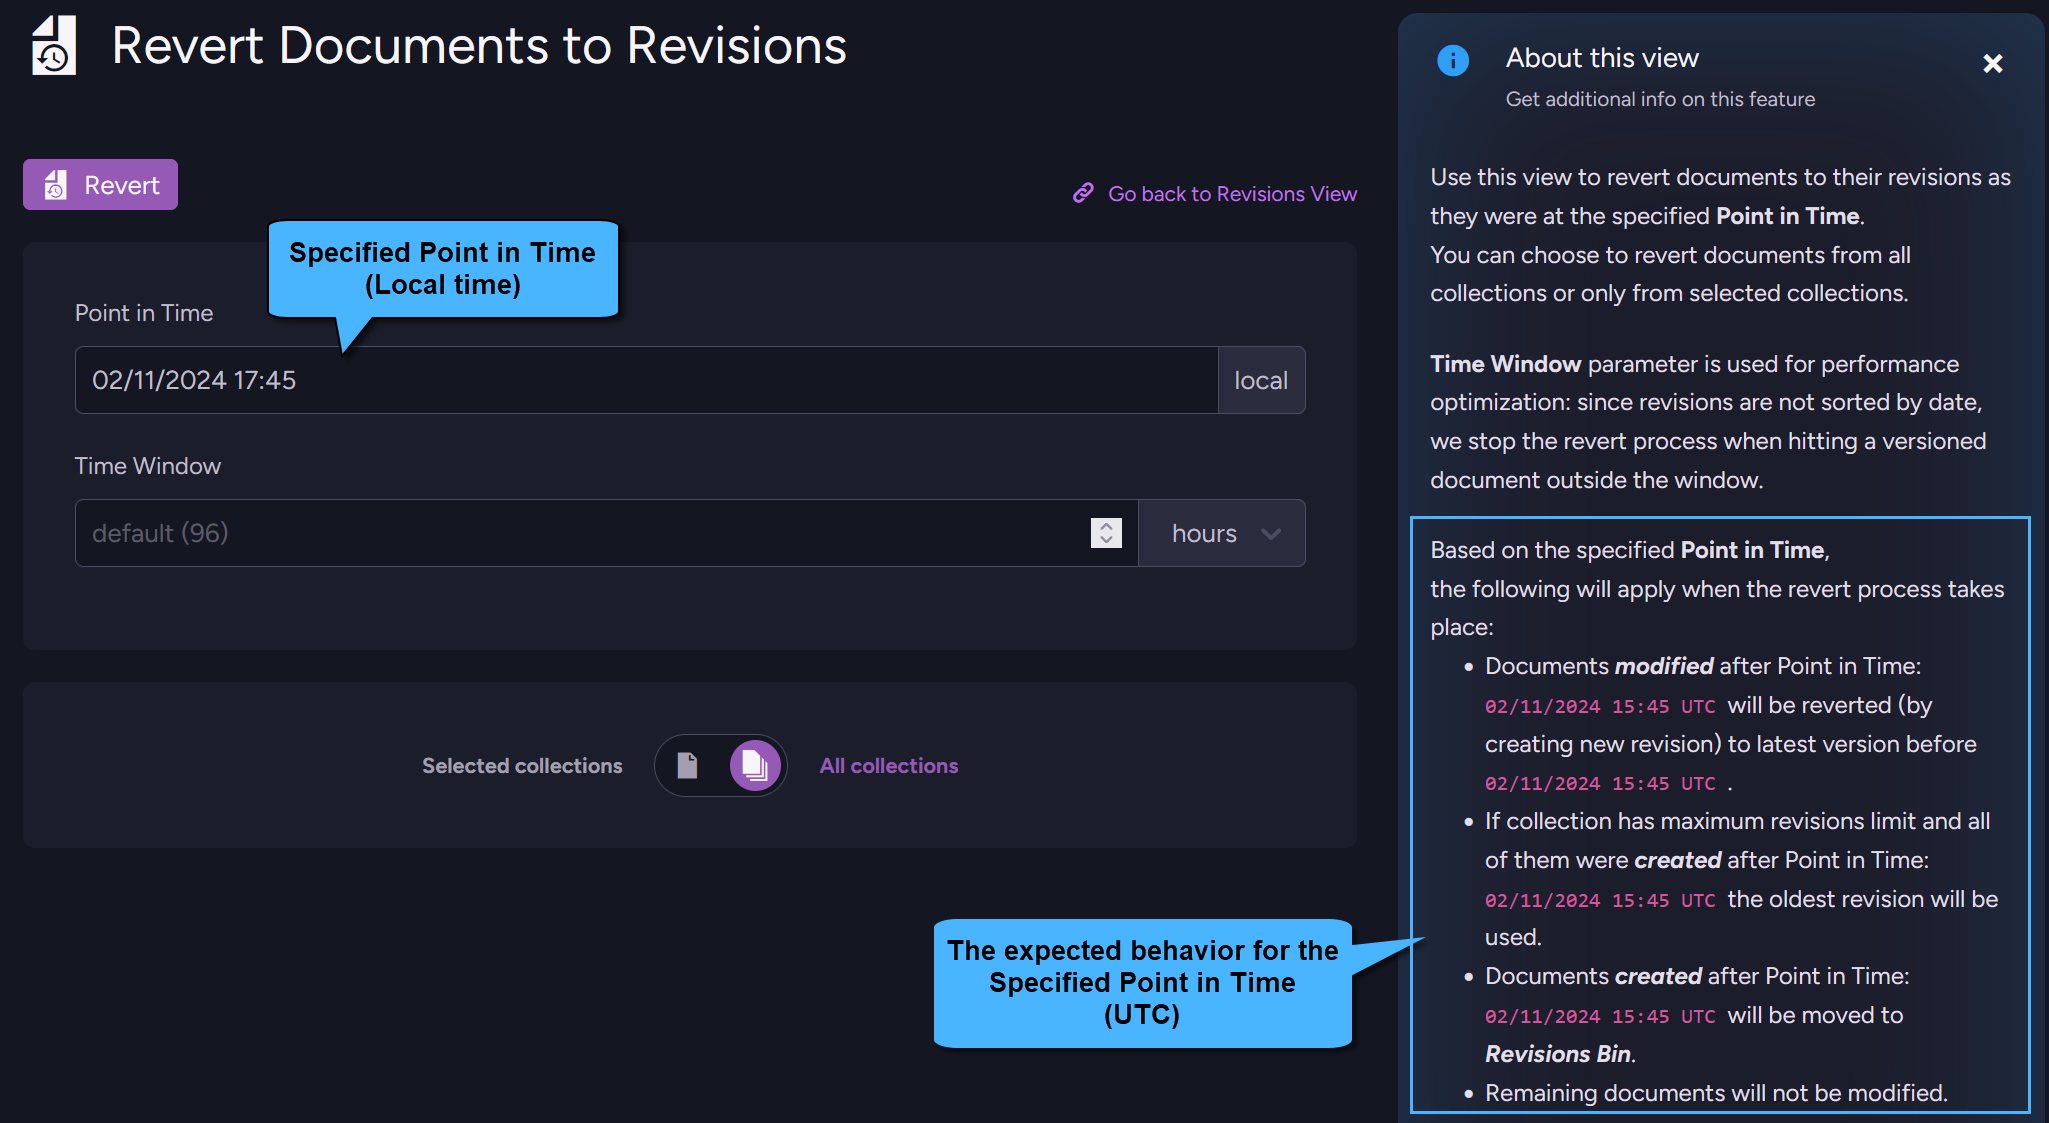 Revert Documents to Revisions
Revert
Go back to Revisions View
Specified Point in Time
(Local time)
Point in Time
02/11/2024 17:45
local
Time Window
default (96)
hours
Selected collections
All collections
The expected behavior for the
Specified Point in Time
(UTC)
About this view
Get additional info on this feature
Use this view to revert documents to their revisions as
they were at the specified Point in Time.
You can choose to revert documents from all
collections or only from selected collections.
Time Window parameter is used for performance
optimization: since revisions are not sorted by date,
we stop the revert process when hitting a versioned
document outside the window.
Based on the specified Point in Time,
the following will apply when the revert process takes
place:
• Documents modified after Point in Time:
02/11/2024 15:45 UTC will be reverted (by
creating new revision) to latest version before
02/11/2024 15:45 UTC .
• If collection has maximum revisions limit and all
of them were created after Point in Time:
02/11/2024 15:45 UTC the oldest revision will be
used.
• Documents created after Point in Time:
02/11/2024 15:45 UTC will be moved to
Revisions Bin.
• Remaining documents will not be modified.